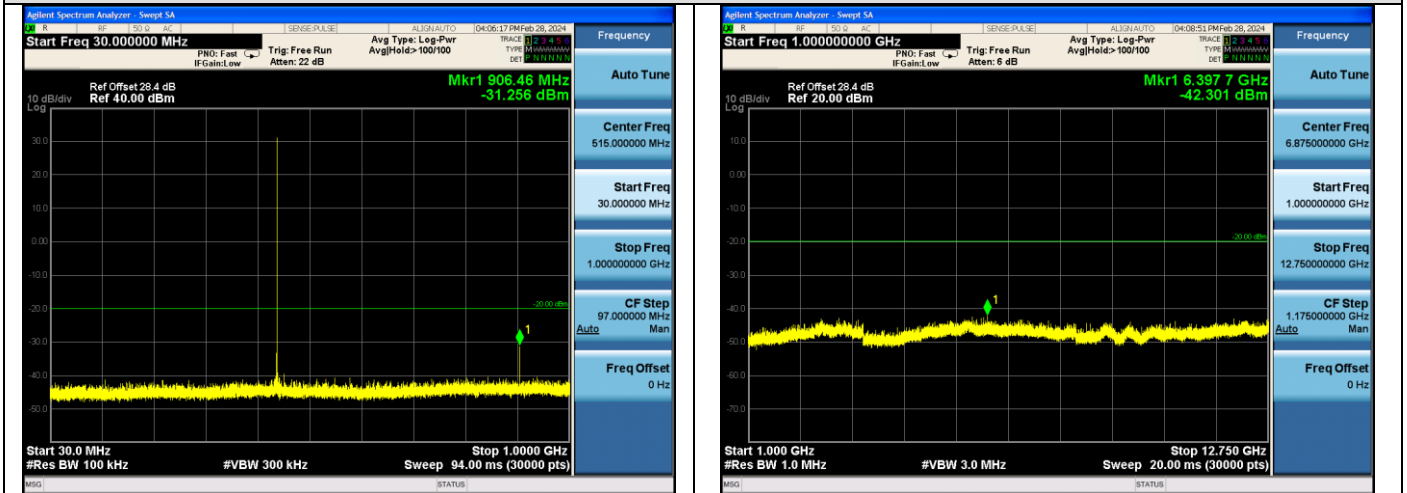 Agilent Spectrum Analyzer - Swept SA
R RF 50 Ω AC SENSE:PULSE ALIGNAUTO 04:06:17 PM Feb 28, 2024
Start Freq 30.000000 MHz
PNO: Fast
IFGain:Low
Trig: Free Run
Atten: 22 dB
Avg Type: Log-Pwr
Avg|Hold:> 100/100
TRACE 1 2 3 4 5 6
TYPE M
DET P N N N N N
Ref Offset 28.4 dB
Ref 40.00 dBm
10 dB/div
Log
Mkr1 906.46 MHz
-31.256 dBm
30.0
20.0
10.0
0.00
-10.0
-20.0
-30.0
-40.0
-50.0
-20.00 dBm
1
Start 30.0 MHz
#Res BW 100 kHz
#VBW 300 kHz
Stop 1.0000 GHz
Sweep 94.00 ms (30000 pts)
MSG
STATUS
Frequency
Auto Tune
Center Freq
515.000000 MHz
Start Freq
30.000000 MHz
Stop Freq
1.000000000 GHz
CF Step
97.000000 MHz
Auto Man
Freq Offset
0 Hz
Agilent Spectrum Analyzer - Swept SA
R RF 50 Ω AC SENSE:PULSE ALIGNAUTO 04:08:51 PM Feb 28, 2024
Start Freq 1.000000000 GHz
PNO: Fast
IFGain:Low
Trig: Free Run
Atten: 6 dB
Avg Type: Log-Pwr
Avg|Hold:> 100/100
TRACE 1 2 3 4 5 6
TYPE M
DET P N N N N N
Ref Offset 28.4 dB
Ref 20.00 dBm
10 dB/div
Log
Mkr1 6.397 7 GHz
-42.301 dBm
10.0
0.00
-10.0
-20.0
-30.0
-40.0
-50.0
-60.0
-70.0
-20.00 dBm
1
Start 1.000 GHz
#Res BW 1.0 MHz
#VBW 3.0 MHz
Stop 12.750 GHz
Sweep 20.00 ms (30000 pts)
MSG
STATUS
Frequency
Auto Tune
Center Freq
6.875000000 GHz
Start Freq
1.000000000 GHz
Stop Freq
12.750000000 GHz
CF Step
1.175000000 GHz
Auto Man
Freq Offset
0 Hz